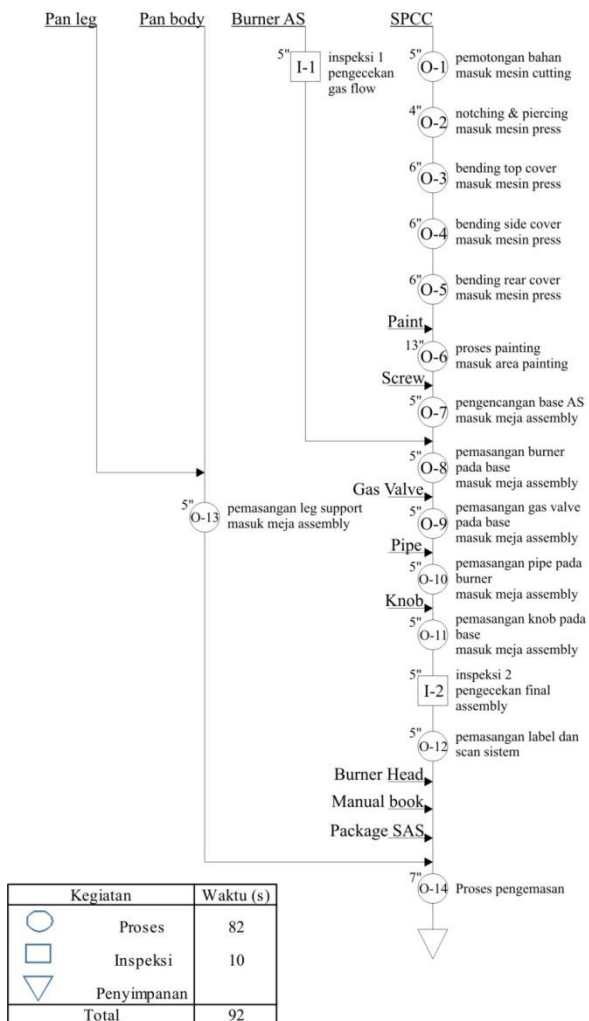 Pan leg Pan body Burner AS SPCC
5" I-1 inspeksi 1
pengecekan
gas flow
5" O-1 pemotongan bahan
masuk mesin cutting
4" O-2 notching & piercing
masuk mesin press
6" O-3 bending top cover
masuk mesin press
6" O-4 bending side cover
masuk mesin press
6" O-5 bending rear cover
masuk mesin press
Paint
13" O-6 proses painting
masuk area painting
Screw
5" O-7 pengencangan base AS
masuk meja assembly
5" O-8 pemasangan burner
pada base
masuk meja assembly
Gas Valve
5" O-13 pemasangan leg support
masuk meja assembly
5" O-9 pemasangan gas valve
pada base
masuk meja assembly
Pipe
5" O-10 pemasangan pipe pada
burner
masuk meja assembly
Knob
5" O-11 pemasangan knob pada
base
masuk meja assembly
5" I-2 inspeksi 2
pengecekan final
assembly
5" O-12 pemasangan label dan
scan sistem
Burner Head
Manual book
Package SAS
7" O-14 Proses pengemasan
Kegiatan Waktu (s)
Proses 82
Inspeksi 10
Penyimpanan
Total 92